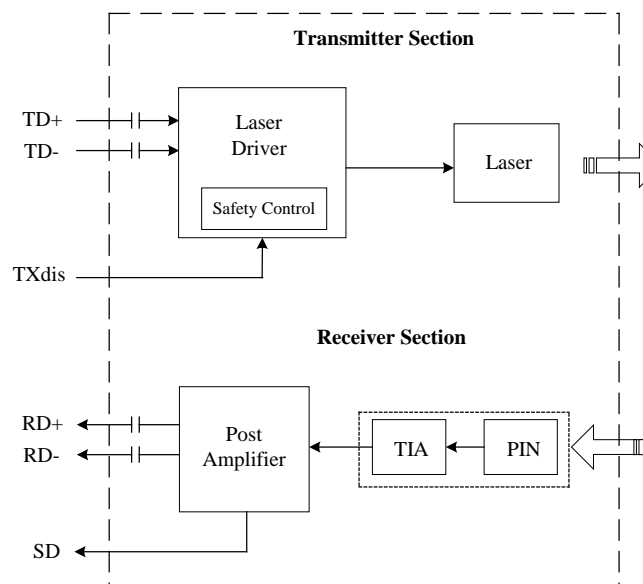 Transmitter Section
TD+
TD-
Laser
Driver
Safety Control
Laser
TXdis
Receiver Section
RD+
RD-
Post
Amplifier
TIA
PIN
SD